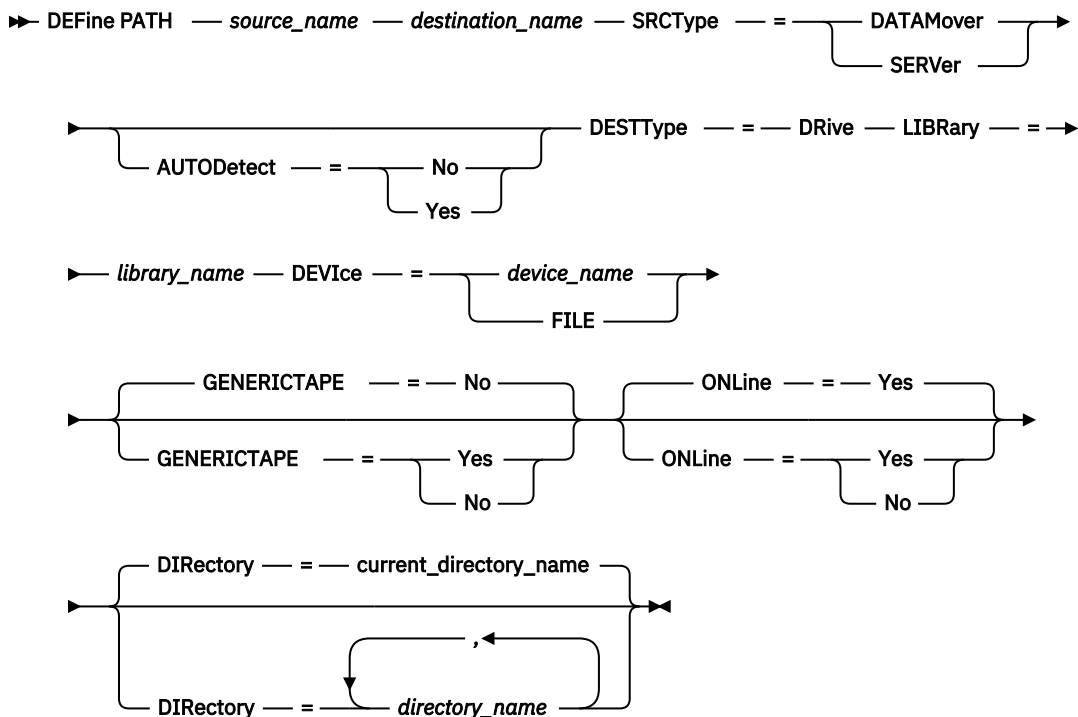 DEFine PATH source_name destination_name SRCType = DATAMover
SERVer
DESTType = DRive LIBRary =
AUTODetect = No
Yes
library_name DEVIce = device_name
FILE
GENERICTAPE = No ONLine = Yes
GENERICTAPE = Yes ONLine = Yes
No No
DIRectory = current_directory_name
,
DIRectory = directory_name